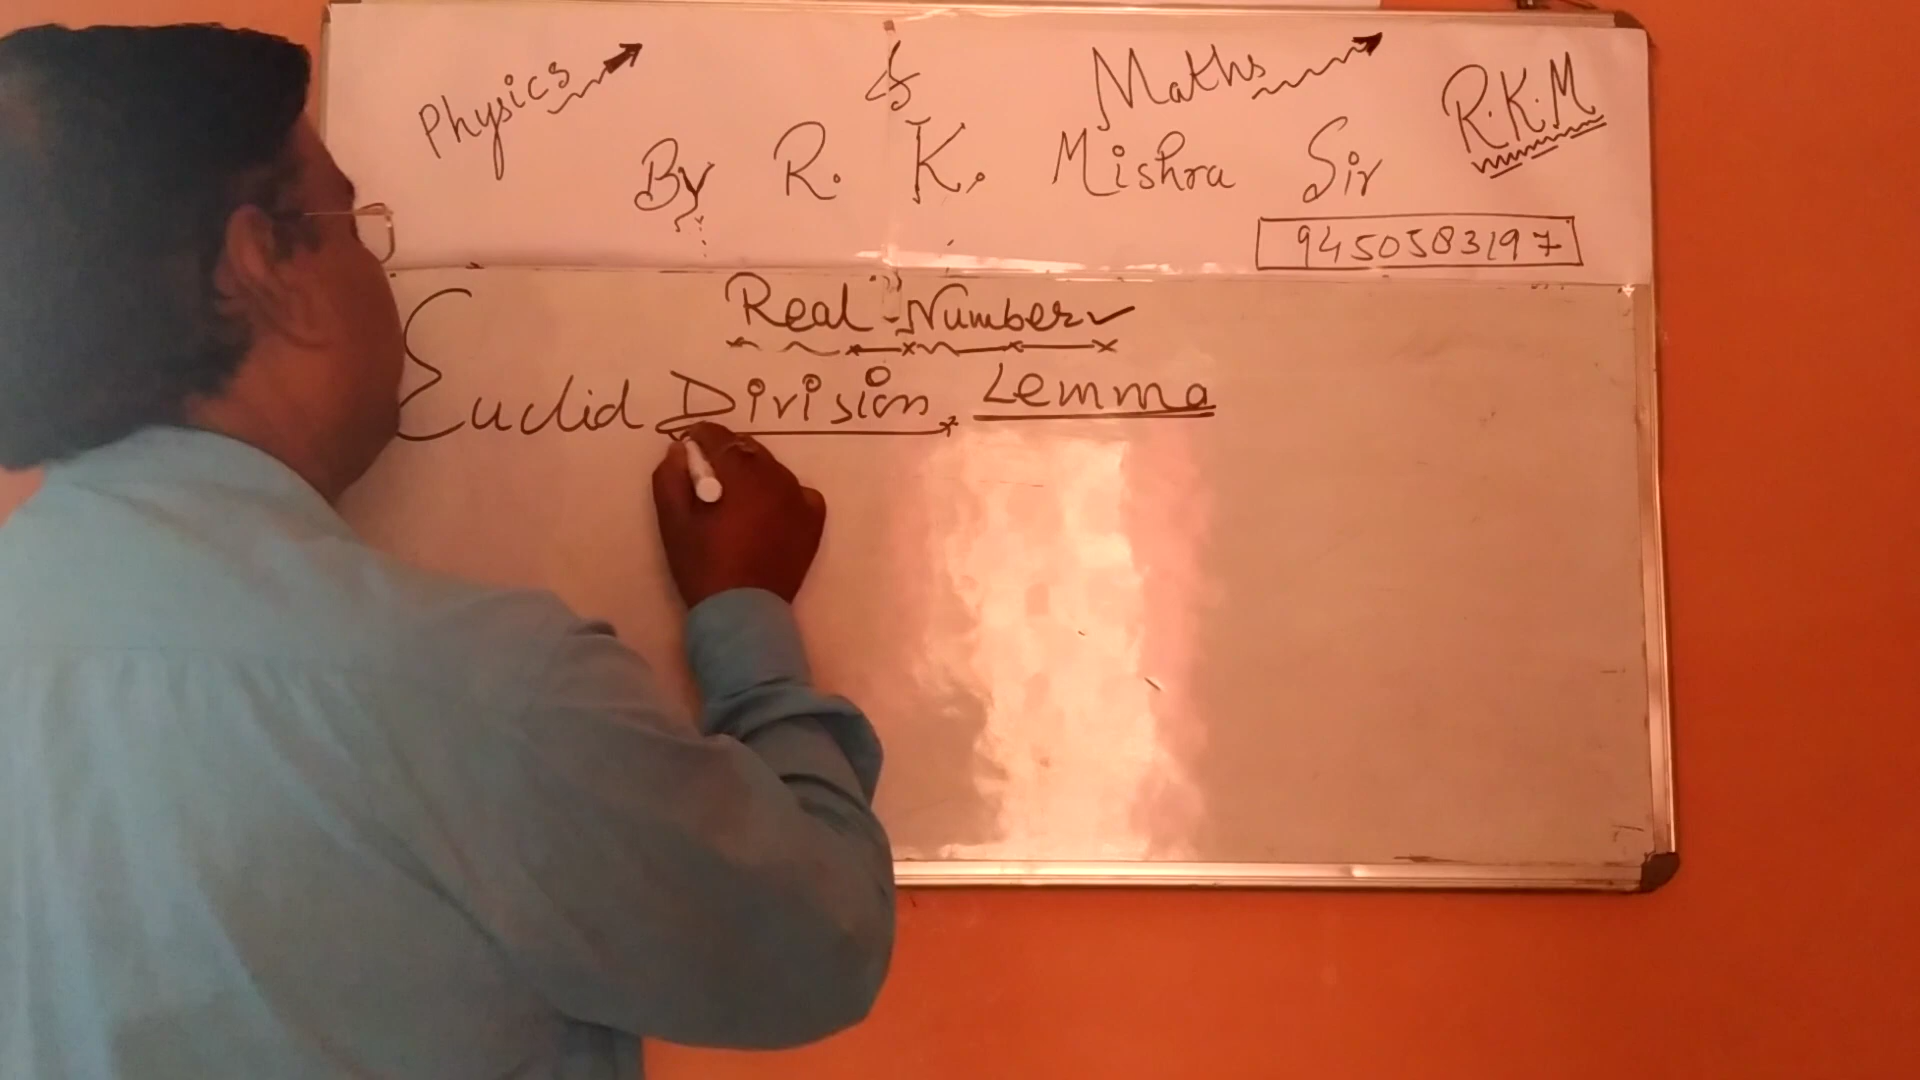 Physics & Maths R.K.M
By R. K. Mishra Sir
9450583197
Real Number
Euclid Division Lemma